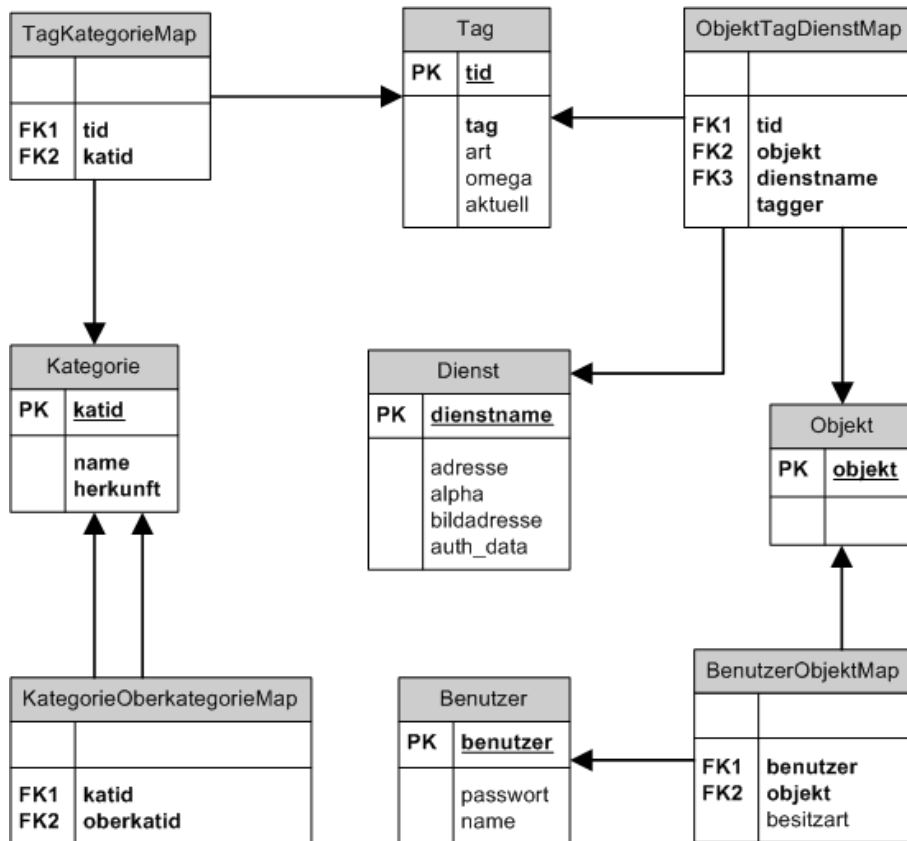 TagKategorieMap
FK1 tid
FK2 katid
Tag
PK tid
tag
art
omega
aktuell
ObjektTagDienstMap
FK1 tid
FK2 objekt
FK3 dienstname
tagger
Kategorie
PK katid
name
herkunft
Dienst
PK dienstname
adresse
alpha
bildadresse
auth_data
Objekt
PK objekt
KategorieOberkategorieMap
FK1 katid
FK2 oberkatid
Benutzer
PK benutzer
passwort
name
BenutzerObjektMap
FK1 benutzer
FK2 objekt
besitzart